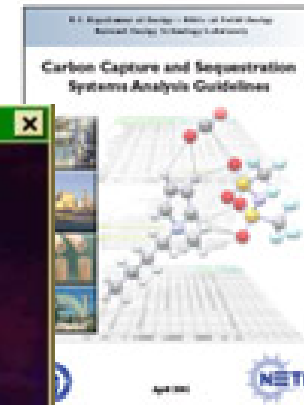 U.S. Department of Energy - Office of Fossil Energy
National Energy Technology Laboratory
Carbon Capture and Sequestration
Systems Analysis Guidelines
X
April 2005
NETL